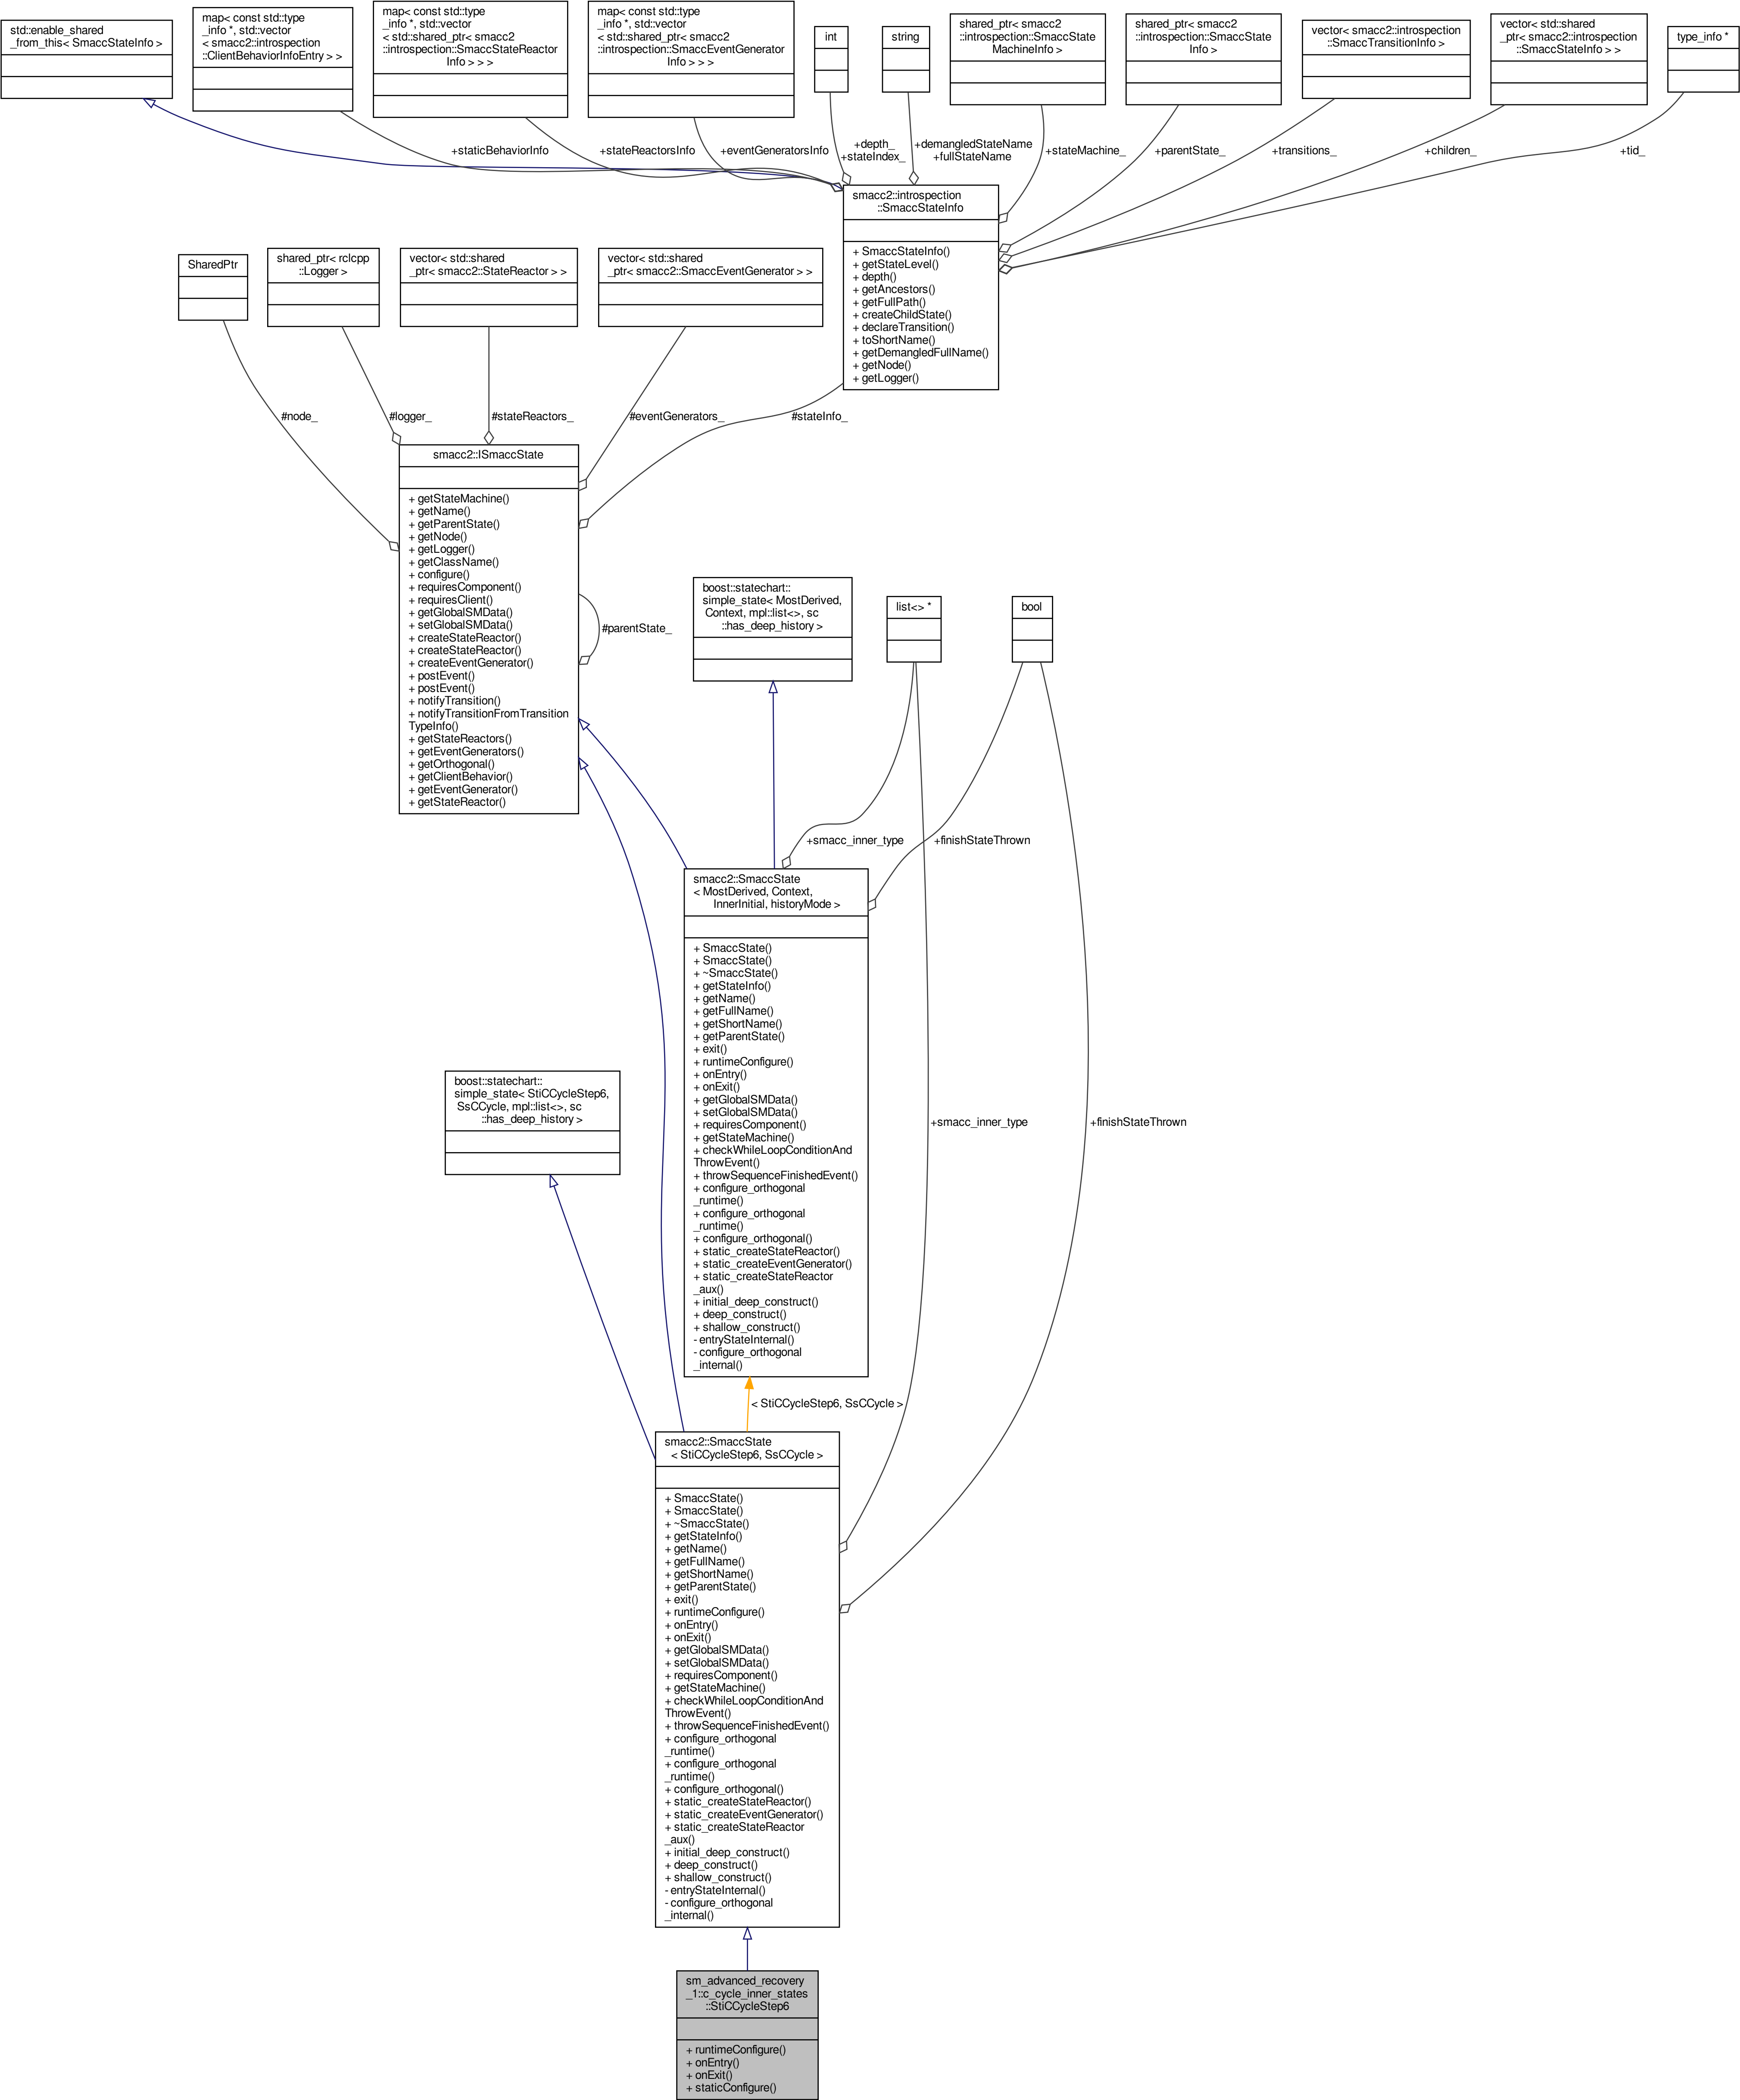 std::enable_shared
_from_this< SmaccStateInfo >
map< const std::type
_info *, std::vector
< smacc2::introspection
::ClientBehaviorInfoEntry > >
map< const std::type
_info *, std::vector
< std::shared_ptr< smacc2
::introspection::SmaccStateReactor
Info > > >
map< const std::type
_info *, std::vector
< std::shared_ptr< smacc2
::introspection::SmaccEventGenerator
Info > > >
int
string
shared_ptr< smacc2
::introspection::SmaccState
MachineInfo >
shared_ptr< smacc2
::introspection::SmaccState
Info >
vector< smacc2::introspection
::SmaccTransitionInfo >
vector< std::shared
_ptr< smacc2::introspection
::SmaccStateInfo > >
type_info *
+staticBehaviorInfo
+stateReactorsInfo
+eventGeneratorsInfo
+depth_
+stateIndex_
+demangledStateName
+fullStateName
+stateMachine_
+parentState_
+transitions_
+children_
+tid_
smacc2::introspection
::SmaccStateInfo
+ SmaccStateInfo()
+ getStateLevel()
+ depth()
+ getAncestors()
+ getFullPath()
+ createChildState()
+ declareTransition()
+ toShortName()
+ getDemangledFullName()
+ getNode()
+ getLogger()
SharedPtr
shared_ptr< rclcpp
::Logger >
vector< std::shared
_ptr< smacc2::StateReactor > >
vector< std::shared
_ptr< smacc2::SmaccEventGenerator > >
#node_
#logger_
#stateReactors_
#eventGenerators_
#stateInfo_
smacc2::ISmaccState
+ getStateMachine()
+ getName()
+ getParentState()
+ getNode()
+ getLogger()
+ getClassName()
+ configure()
+ requiresComponent()
+ requiresClient()
+ getGlobalSMData()
+ setGlobalSMData()
+ createStateReactor()
+ createStateReactor()
+ createEventGenerator()
+ postEvent()
+ postEvent()
+ notifyTransition()
+ notifyTransitionFromTransition
TypeInfo()
+ getStateReactors()
+ getEventGenerators()
+ getOrthogonal()
+ getClientBehavior()
+ getEventGenerator()
+ getStateReactor()
#parentState_
boost::statechart::
simple_state< MostDerived,
Context, mpl::list<>, sc
::has_deep_history >
list<> *
bool
+smacc_inner_type
+finishStateThrown
smacc2::SmaccState
< MostDerived, Context,
InnerInitial, historyMode >
+ SmaccState()
+ SmaccState()
+ ~SmaccState()
+ getStateInfo()
+ getName()
+ getFullName()
+ getShortName()
+ getParentState()
+ exit()
+ runtimeConfigure()
+ onEntry()
+ onExit()
+ getGlobalSMData()
+ setGlobalSMData()
+ requiresComponent()
+ getStateMachine()
+ checkWhileLoopConditionAnd
ThrowEvent()
+ throwSequenceFinishedEvent()
+ configure_orthogonal
_runtime()
+ configure_orthogonal
_runtime()
+ configure_orthogonal()
+ static_createStateReactor()
+ static_createEventGenerator()
+ static_createStateReactor
_aux()
+ initial_deep_construct()
+ deep_construct()
+ shallow_construct()
- entryStateInternal()
- configure_orthogonal
_internal()
boost::statechart::
simple_state< StiCCycleStep6,
SsCCycle, mpl::list<>, sc
::has_deep_history >
+smacc_inner_type
+finishStateThrown
< StiCCycleStep6, SsCCycle >
smacc2::SmaccState
< StiCCycleStep6, SsCCycle >
+ SmaccState()
+ SmaccState()
+ ~SmaccState()
+ getStateInfo()
+ getName()
+ getFullName()
+ getShortName()
+ getParentState()
+ exit()
+ runtimeConfigure()
+ onEntry()
+ onExit()
+ getGlobalSMData()
+ setGlobalSMData()
+ requiresComponent()
+ getStateMachine()
+ checkWhileLoopConditionAnd
ThrowEvent()
+ throwSequenceFinishedEvent()
+ configure_orthogonal
_runtime()
+ configure_orthogonal
_runtime()
+ configure_orthogonal()
+ static_createStateReactor()
+ static_createEventGenerator()
+ static_createStateReactor
_aux()
+ initial_deep_construct()
+ deep_construct()
+ shallow_construct()
- entryStateInternal()
- configure_orthogonal
_internal()
sm_advanced_recovery
_1::c_cycle_inner_states
::StiCCycleStep6
+ runtimeConfigure()
+ onEntry()
+ onExit()
+ staticConfigure()